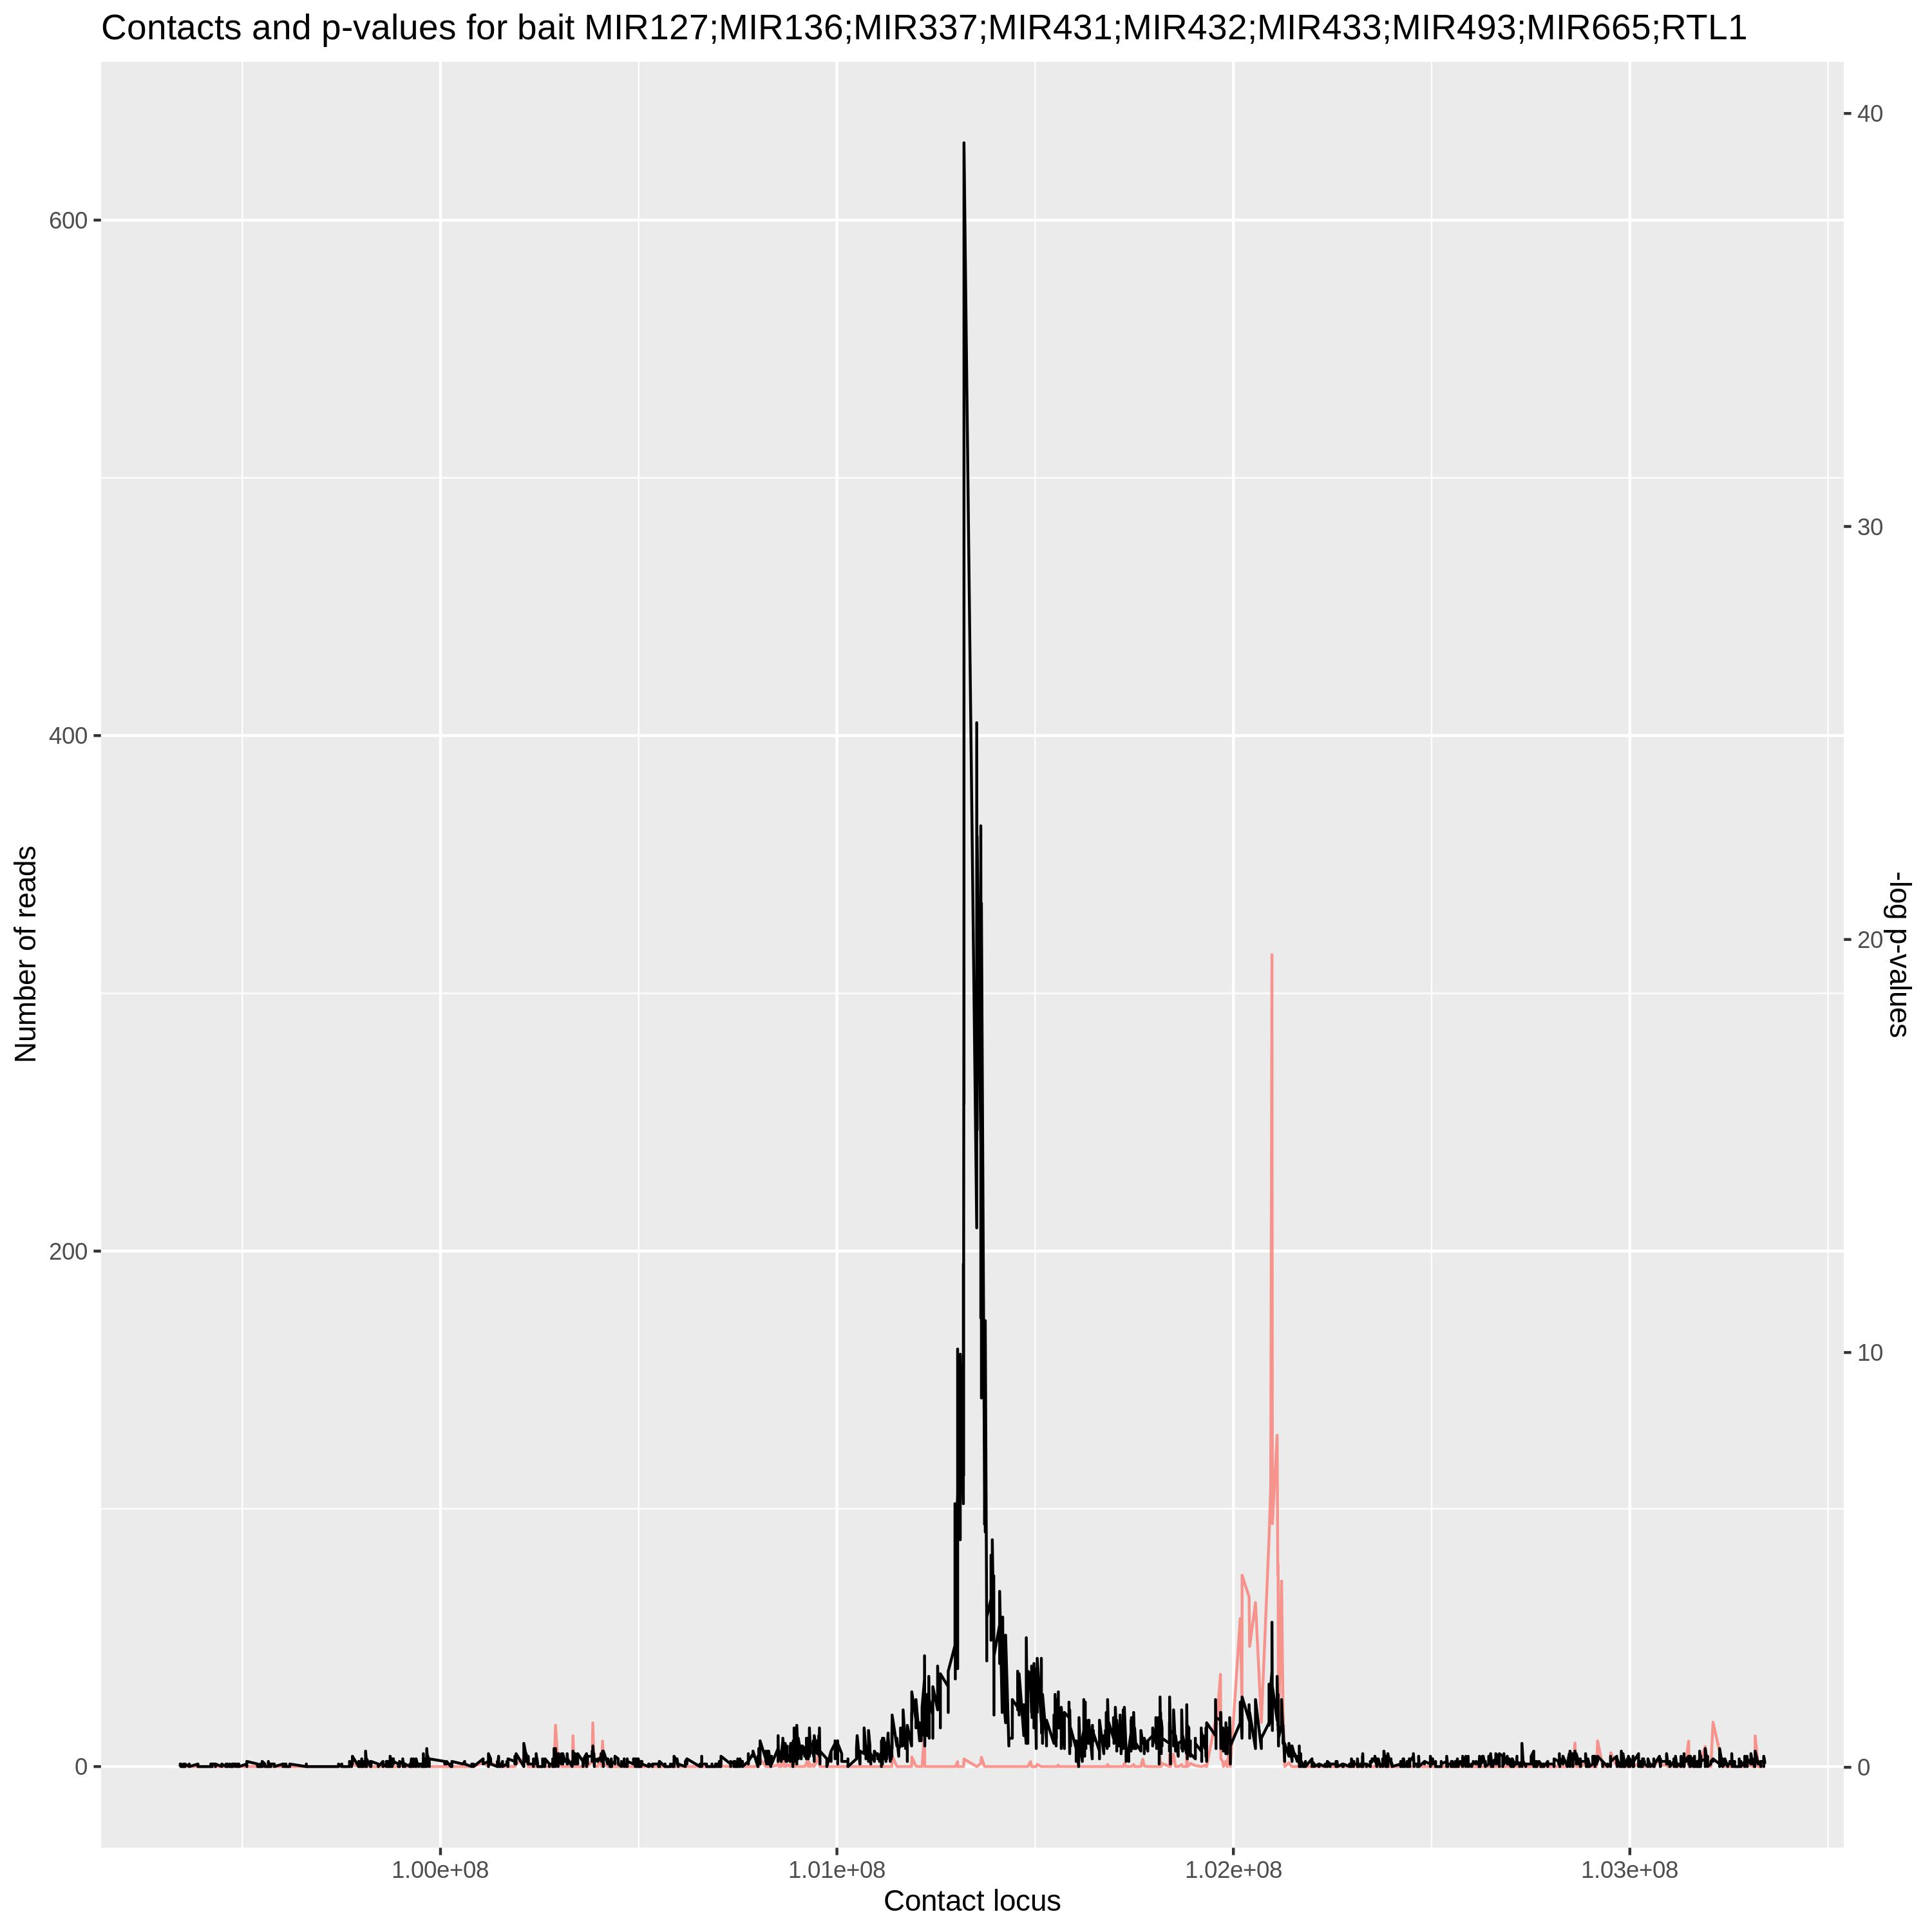 Contacts and p-values for bait MIR127;MIR136;MIR337;MIR431;MIR432;MIR433;MIR493;MIR665;RTL1
600
400
200
0
Number of reads
40
30
20
10
0
-log p-values
1.00e+08
1.01e+08
1.02e+08
1.03e+08
Contact locus